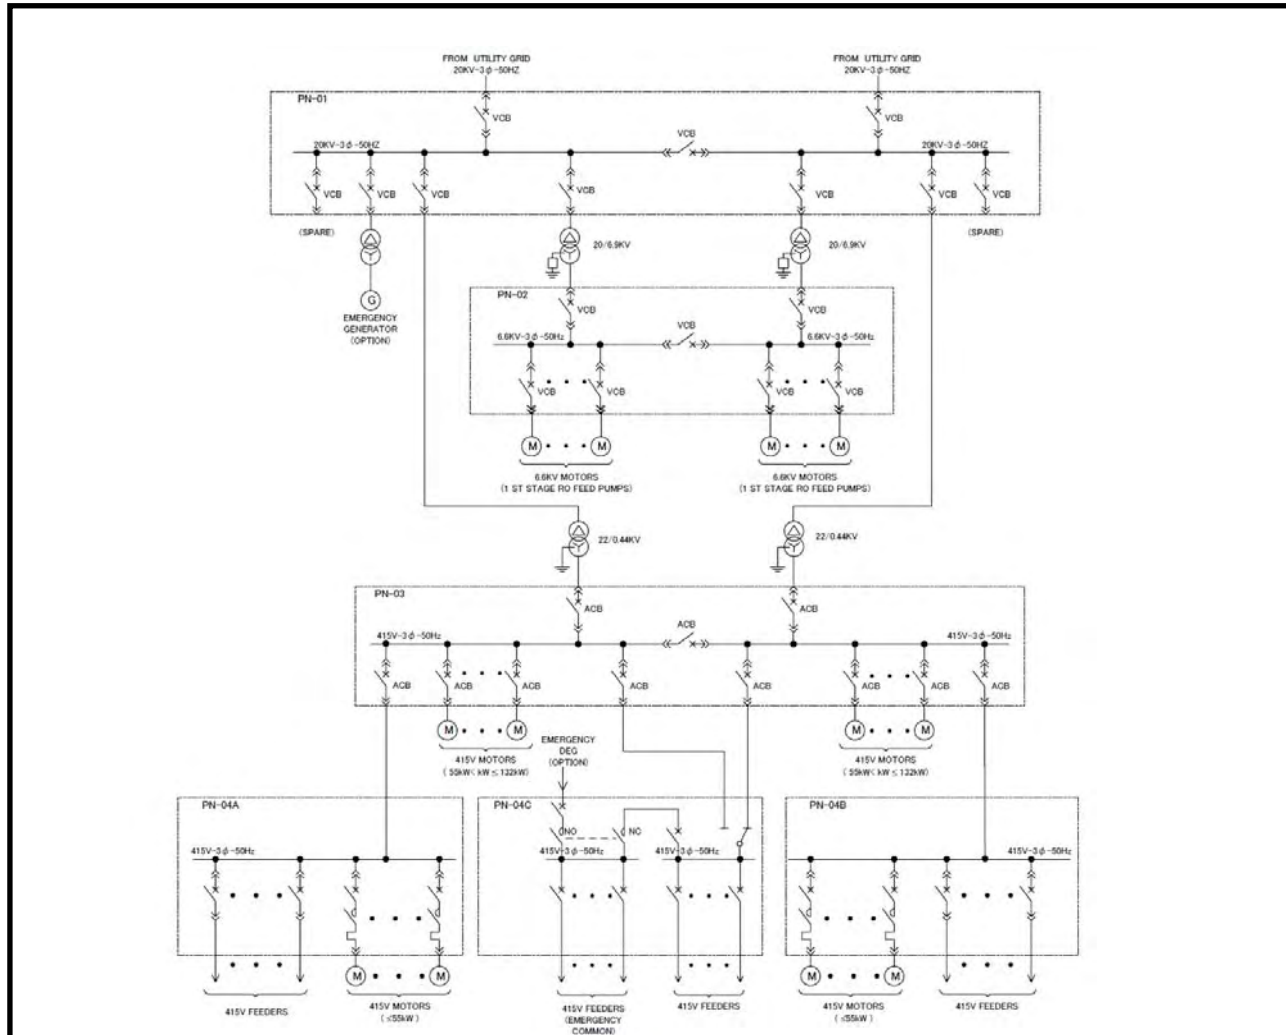 FROM UTILITY GRID
20KV-3φ-50HZ
FROM UTILITY GRID
20KV-3φ-50HZ
PN-01
VCB
VCB
VCB
20KV-3φ-50HZ
20KV-3φ-50HZ
VCB
VCB
VCB
VCB
VCB
VCB
VCB
(SPARE)
(SPARE)
20/6.9KV
20/6.9KV
G
EMERGENCY
GENERATOR
(OPTION)
PN-02
VCB
VCB
VCB
6.6KV-3φ-50Hz
6.6KV-3φ-50Hz
VCB
VCB
VCB
VCB
M
M
M
M
6.6KV MOTORS
(1 ST STAGE RO FEED PUMPS)
6.6KV MOTORS
(1 ST STAGE RO FEED PUMPS)
22/0.44KV
22/0.44KV
PN-03
ACB
ACB
ACB
415V-3φ-50Hz
415V-3φ-50Hz
ACB
ACB
ACB
ACB
ACB
ACB
ACB
ACB
M
M
M
M
415V MOTORS
( 55kW< kW ≤ 132kW)
EMERGENCY
DEG
(OPTION)
415V MOTORS
( 55kW< kW ≤ 132kW)
PN-04A
PN-04C
PN-04B
NO
NC
415V-3φ-50Hz
415V-3φ-50Hz
415V-3φ-50Hz
415V-3φ-50Hz
M
M
M
M
415V FEEDERS
415V MOTORS
(≤55kW)
415V FEEDERS
(EMERGENCY
COMMON)
415V FEEDERS
415V MOTORS
(≤55kW)
415V FEEDERS